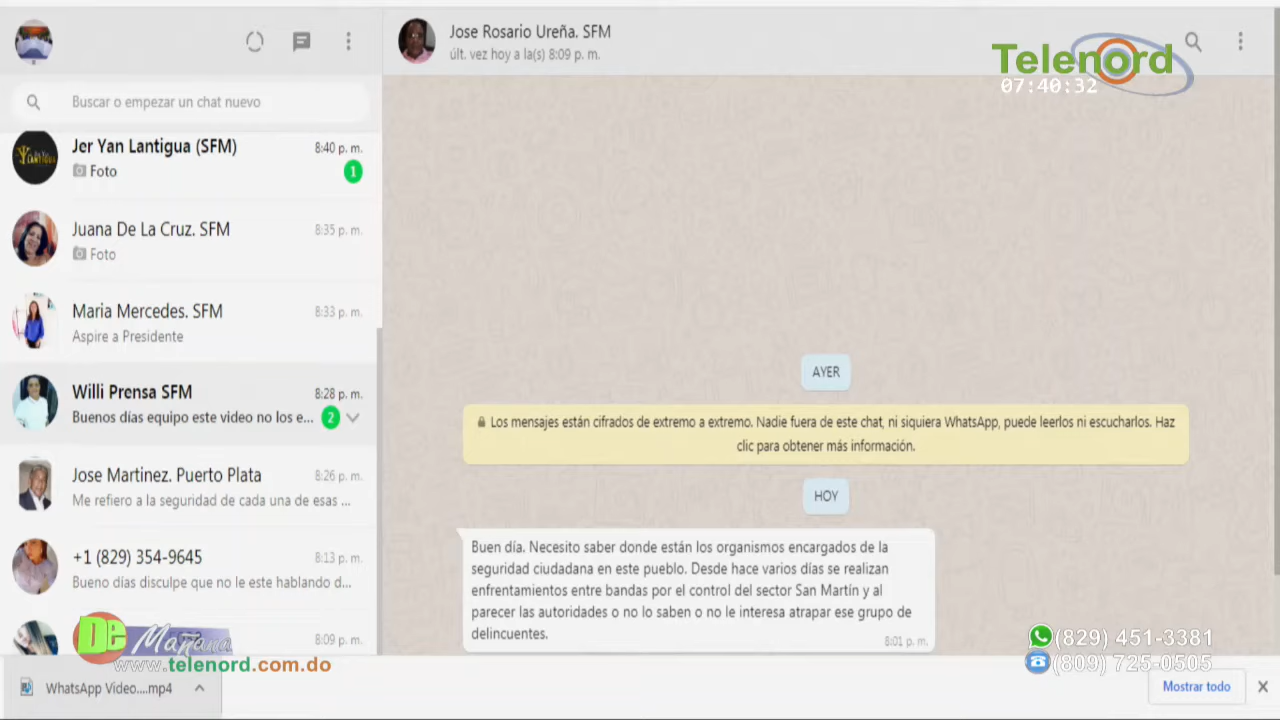 Jose Rosario Ureña. SFM
últ. vez hoy a la(s) 8:09 p. m.
Telenord
07:40:32
Buscar o empezar un chat nuevo
Jer Yan Lantigua (SFM)
8:40 p. m.
Foto
1
Juana De La Cruz. SFM
8:35 p. m.
Foto
Maria Mercedes. SFM
8:33 p. m.
Aspire a Presidente
Willi Prensa SFM
8:28 p. m.
Buenos días equipo este video no los e...
2
Jose Martinez. Puerto Plata
8:26 p. m.
Me refiero a la seguridad de cada una de esas ...
+1 (829) 354-9645
8:13 p. m.
Bueno días disculpe que no le este hablando d...
8:09 p. m.
De Mañana
www.telenord.com.do
WhatsApp Video....mp4
AYER
Los mensajes están cifrados de extremo a extremo. Nadie fuera de este chat, ni siquiera WhatsApp, puede leerlos ni escucharlos. Haz
clic para obtener más información.
HOY
Buen día. Necesito saber donde están los organismos encargados de la
seguridad ciudadana en este pueblo. Desde hace varios días se realizan
enfrentamientos entre bandas por el control del sector San Martín y al
parecer las autoridades o no lo saben o no le interesa atrapar ese grupo de
delincuentes.
8:01 p. m.
(829) 451-3381
(809) 725-0505
Mostrar todo